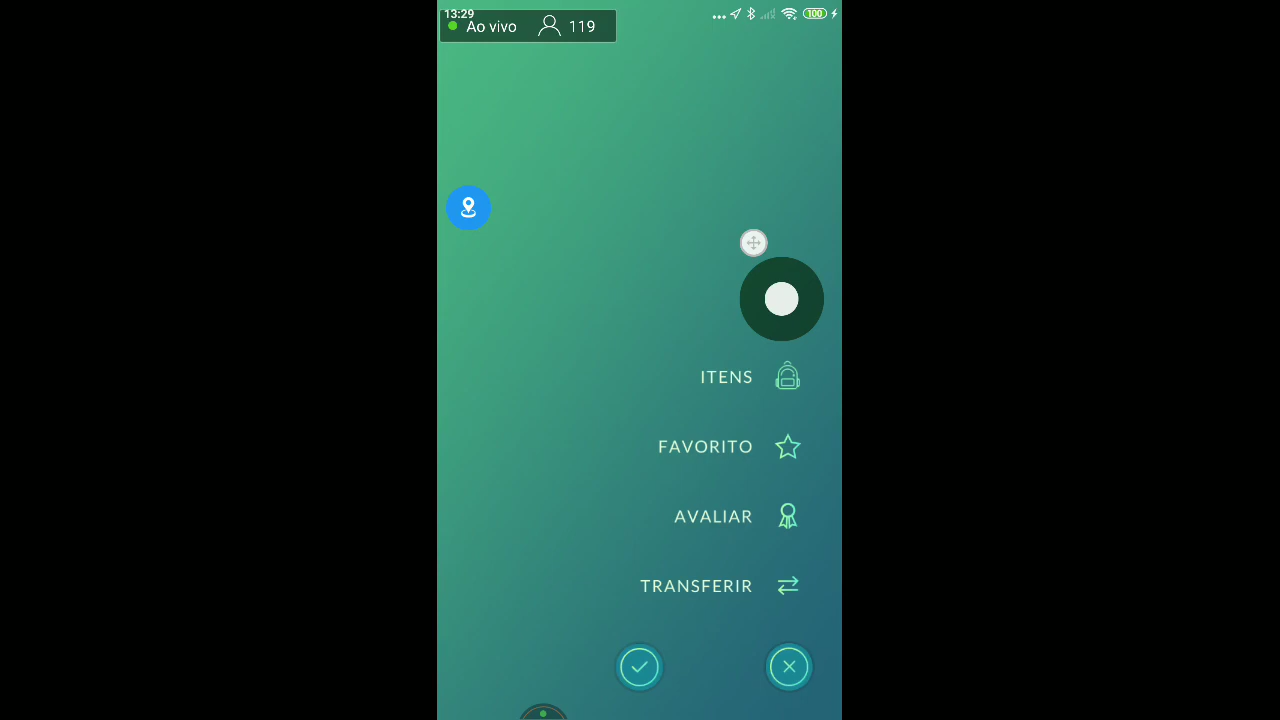 13:29
100
Ao vivo 119
ITENS
FAVORITO
AVALIAR
TRANSFERIR